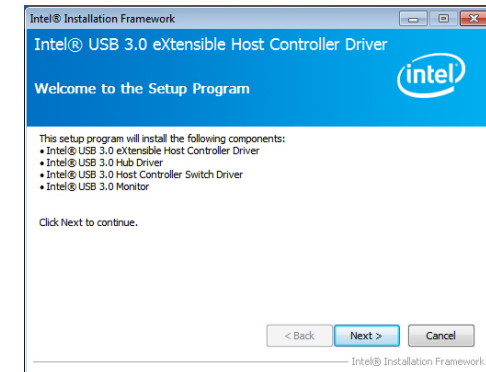 Intel® Installation Framework
Intel® USB 3.0 eXtensible Host Controller Driver
Welcome to the Setup Program
intel
This setup program will install the following components:
• Intel® USB 3.0 eXtensible Host Controller Driver
• Intel® USB 3.0 Hub Driver
• Intel® USB 3.0 Host Controller Switch Driver
• Intel® USB 3.0 Monitor
Click Next to continue.
< Back Next > Cancel
Intel® Installation Framework